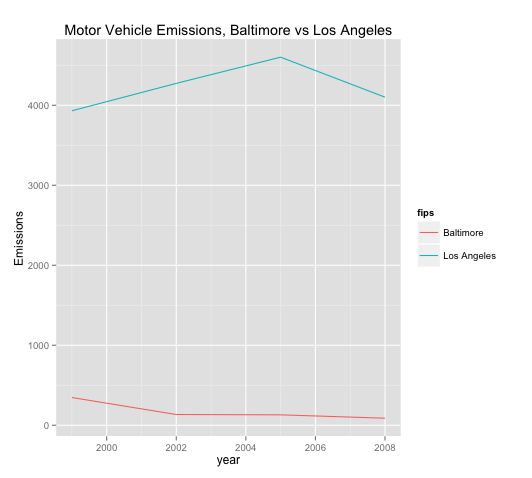 Motor Vehicle Emissions, Baltimore vs Los Angeles
4000
3000
2000
1000
0
Emissions
2000 2002 2004 2006 2008
year
fips
Baltimore
Los Angeles